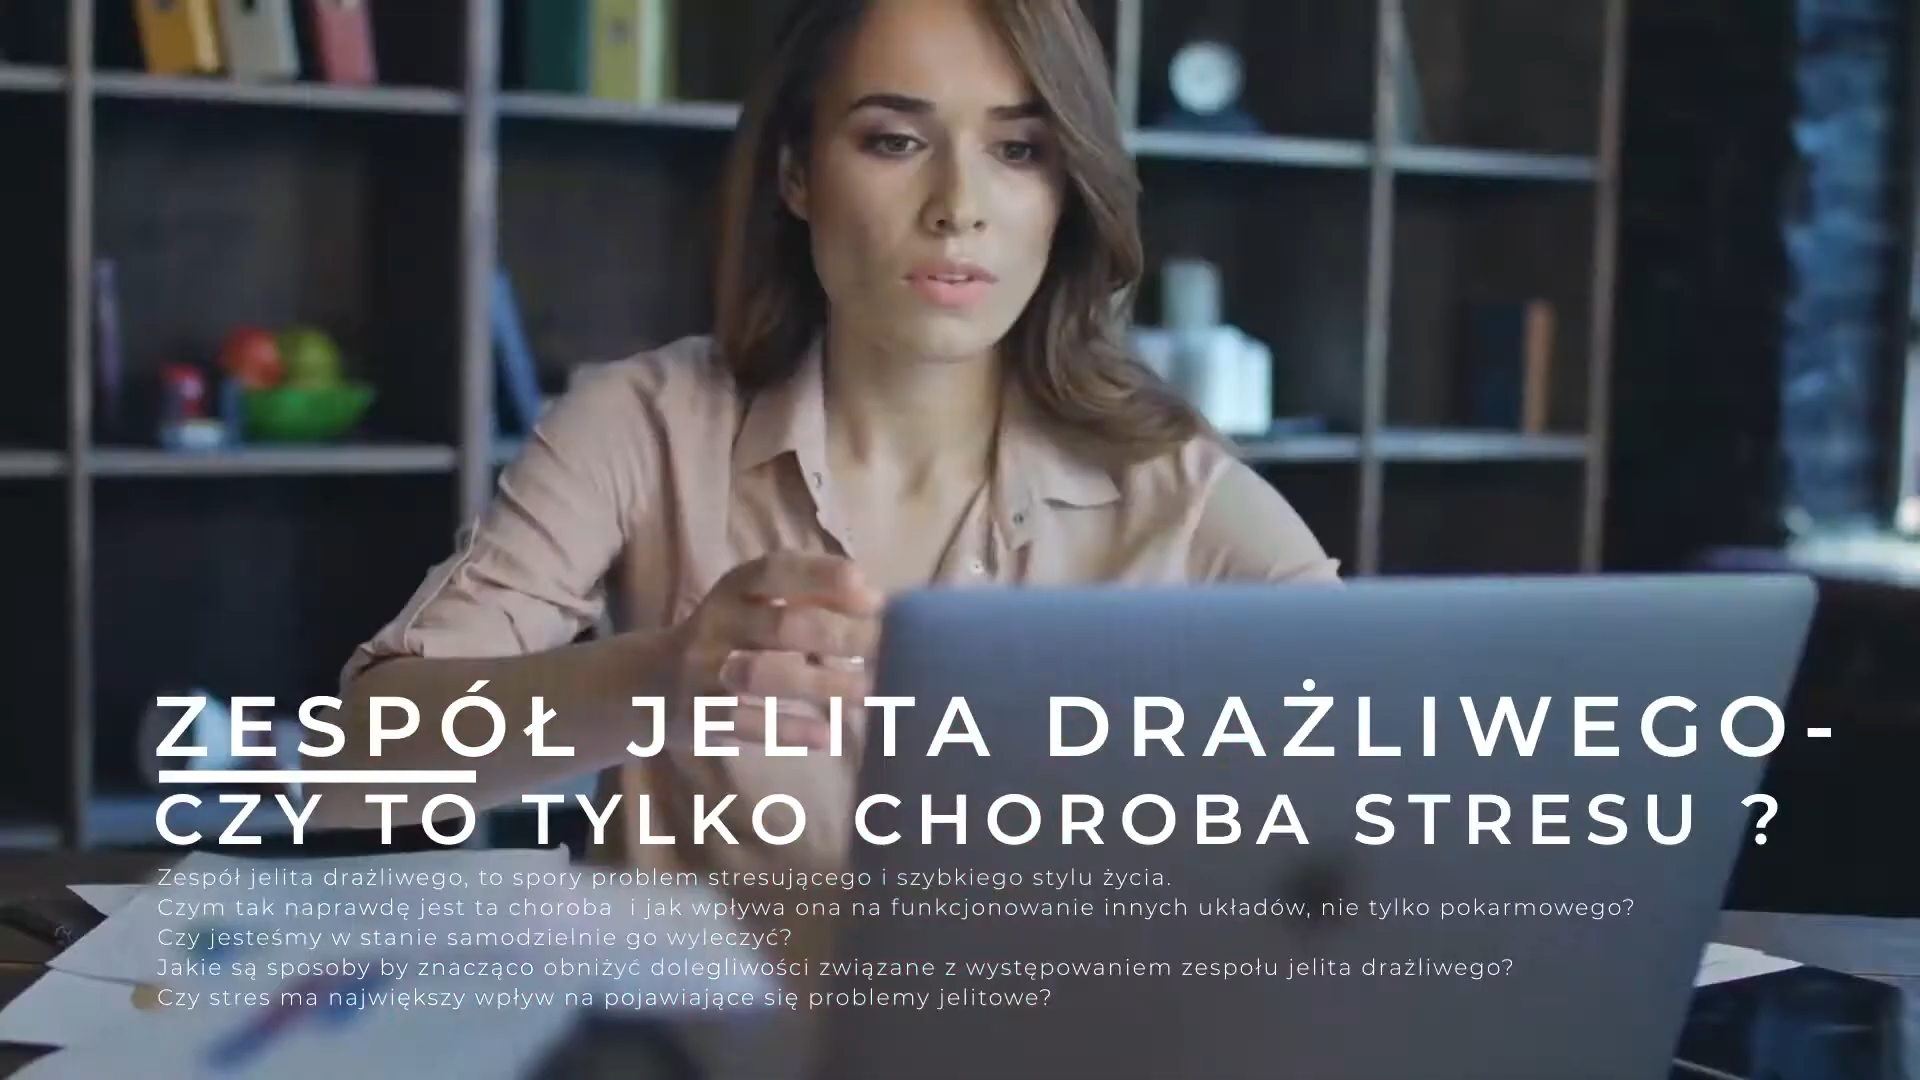 ZESPÓŁ JELITA DRAŻLIWEGO-
CZY TO TYLKO CHOROBA STRESU ?
Zespół jelita drażliwego, to spory problem stresującego i szybkiego stylu życia.
Czym tak naprawdę jest ta choroba  i jak wpływa ona na funkcjonowanie innych układów, nie tylko pokarmowego?
Czy jesteśmy w stanie samodzielnie go wyleczyć?
Jakie są sposoby by znacząco obniżyć dolegliwości związane z występowaniem zespołu jelita drażliwego?
Czy stres ma największy wpływ na pojawiające się problemy jelitowe?